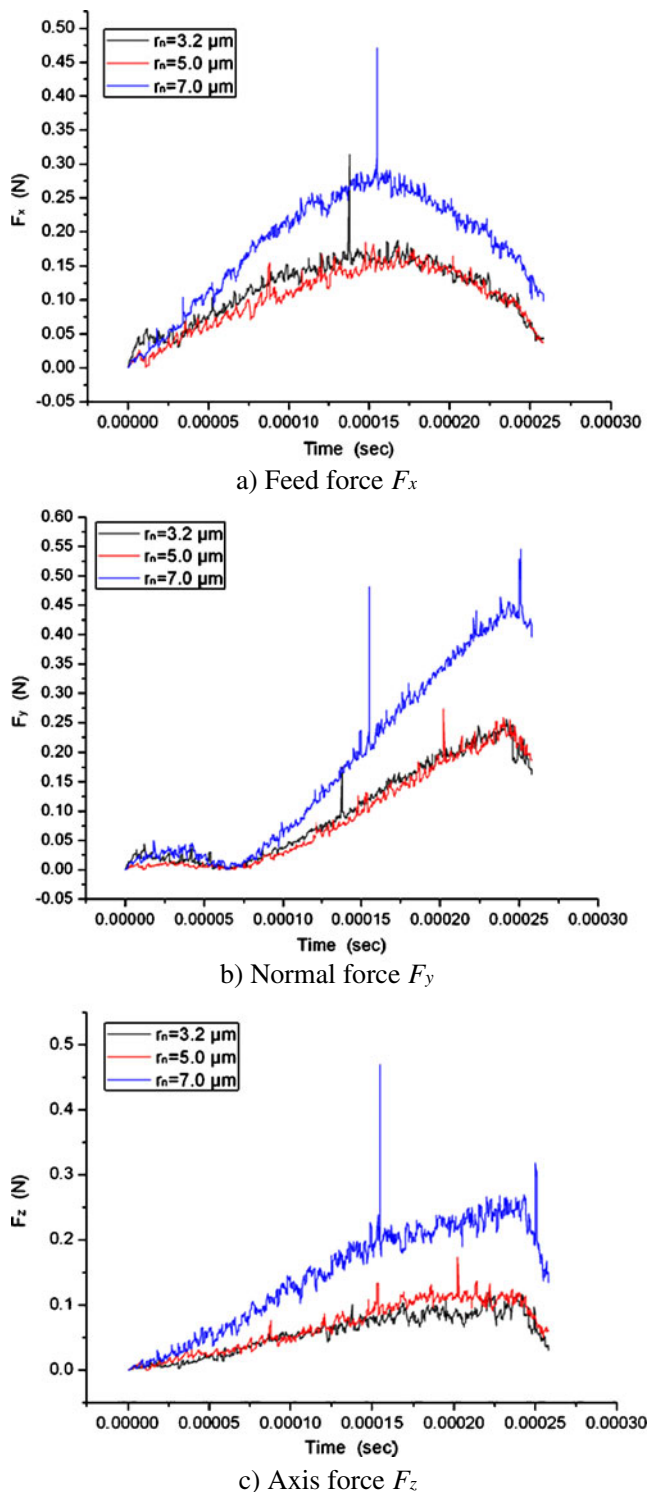 0.50
0.45
0.40
0.35
0.30
0.25
0.20
0.15
0.10
0.05
0.00
-0.05
Fx (N)
rn=3.2 µm
rn=5.0 µm
rn=7.0 µm
0.00000 0.00005 0.00010 0.00015 0.00020 0.00025 0.00030
Time (sec)
a) Feed force Fx
0.60
0.55
0.50
0.45
0.40
0.35
0.30
0.25
0.20
0.15
0.10
0.05
0.00
-0.05
Fy (N)
rn=3.2 µm
rn=5.0 µm
rn=7.0 µm
0.00000 0.00005 0.00010 0.00015 0.00020 0.00025 0.00030
Time (sec)
b) Normal force Fy
0.5
0.4
0.3
0.2
0.1
0.0
Fz (N)
rn=3.2 µm
rn=5.0 µm
rn=7.0 µm
0.00000 0.00005 0.00010 0.00015 0.00020 0.00025 0.00030
Time (sec)
c) Axis force Fz